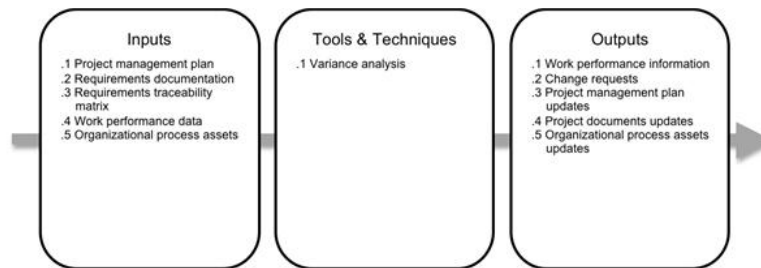 Inputs
.1 Project management plan
.2 Requirements documentation
.3 Requirements traceability
matrix
.4 Work performance data
.5 Organizational process assets
Tools & Techniques
.1 Variance analysis
Outputs
.1 Work performance information
.2 Change requests
.3 Project management plan
updates
.4 Project documents updates
.5 Organizational process assets
updates